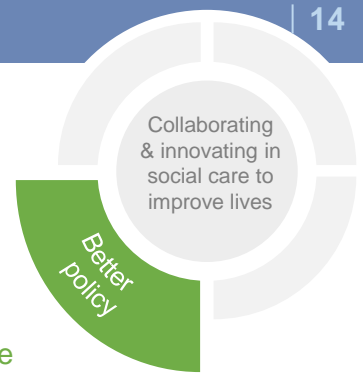 | 14
Collaborating
& innovating in
social care to
improve lives
Better
policy
e